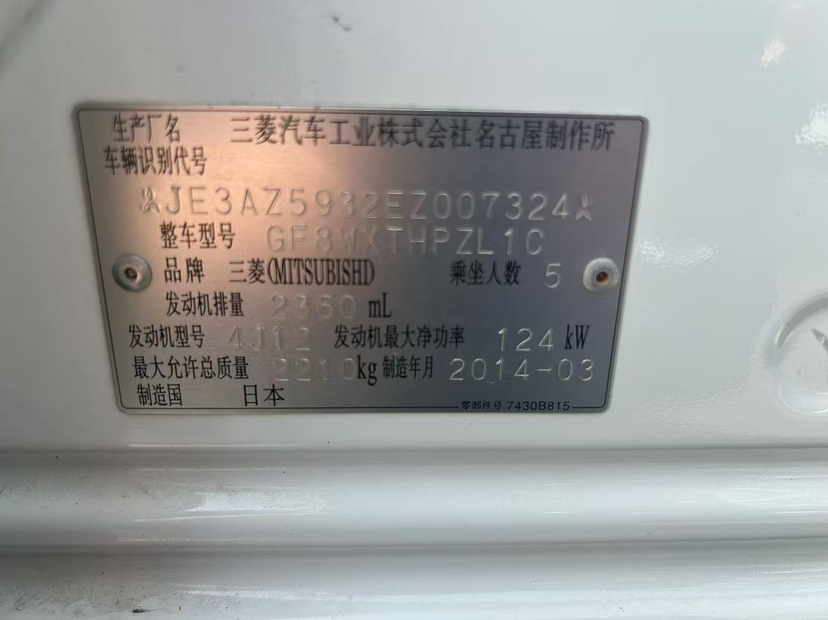 生产厂名 三菱汽车工业株式会社名古屋制作所
车辆识别代号
JE3AZ5932EZ007324
整车型号 GF8WXTHPZL1C
品牌 三菱(MITSUBISHI) 乘坐人数 5
发动机排量 2360 mL
发动机型号 4J12 发动机最大净功率 124 kW
最大允许总质量 2210kg 制造年月 2014-03
制造国 日本
零部件号 7430B815